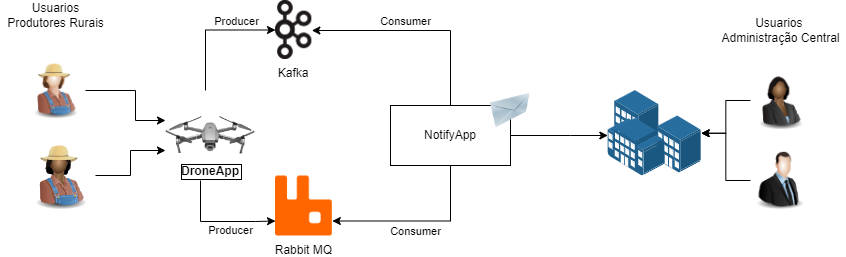 Usuarios
Produtores Rurais
Producer
Consumer
Usuarios
Administração Central
Kafka
NotifyApp
DroneApp
Producer
Consumer
Rabbit MQ